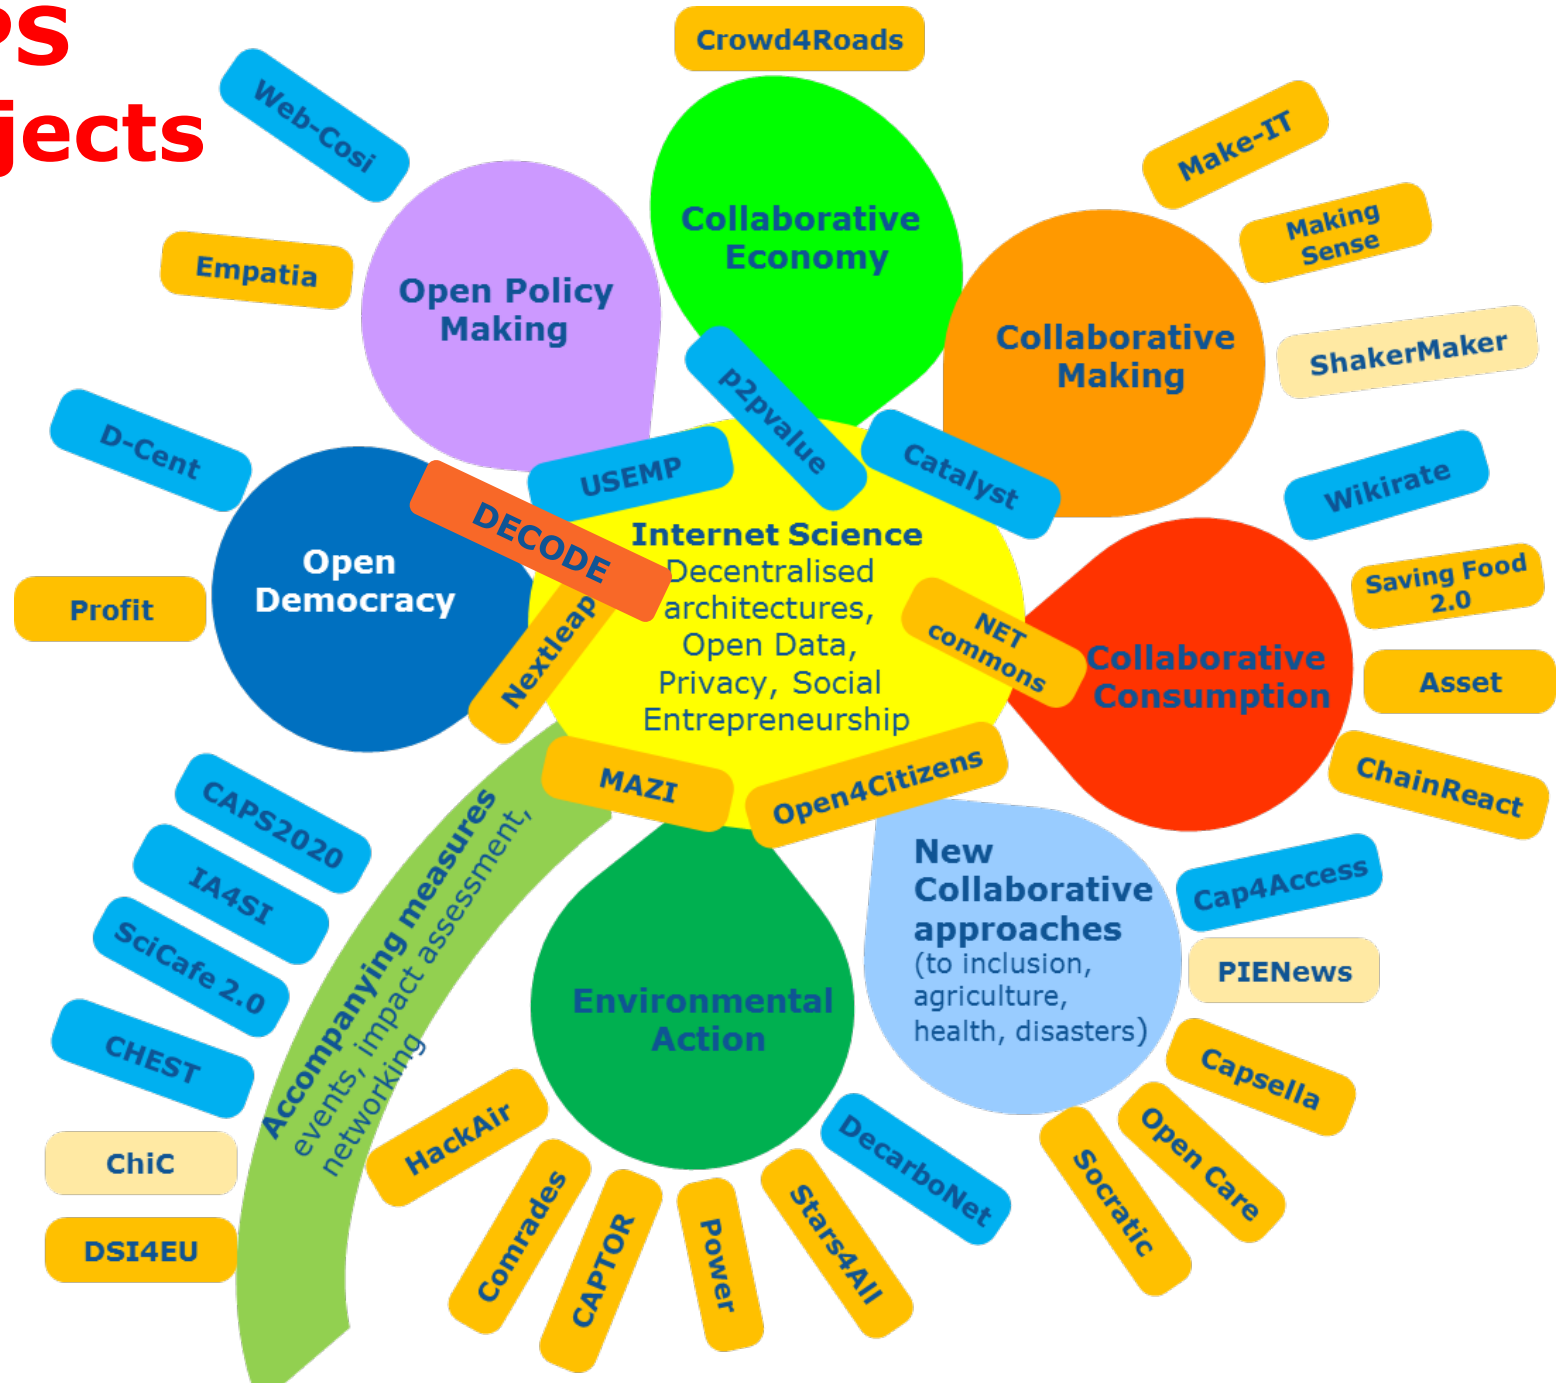 PS
jects
Crowd4Roads
Web-Cosi
Make-IT
Making
Sense
Empatia
Collaborative
Economy
Open Policy
Making
Collaborative
Making
ShakerMaker
p2pvalue
D-Cent
USEMP
Catalyst
Wikirate
DECODE
Open
Democracy
Internet Science
Decentralised
architectures,
Open Data,
Privacy, Social
Entrepreneurship
Saving Food
2.0
Profit
Nextleap
NET
commons
Collaborative
Consumption
Asset
MAZI
Open4Citizens
ChainReact
CAPS2020
IA4SI
SciCafe 2.0
CHEST
ChiC
DSI4EU
Accompanying measures
events, impact assessment,
networking
New
Collaborative
approaches
(to inclusion,
agriculture,
health, disasters)
Cap4Access
PIENews
Capsella
Open Care
Socratic
Environmental
Action
HackAir
Comrades
CAPTOR
Power
Stars4All
DecarboNet